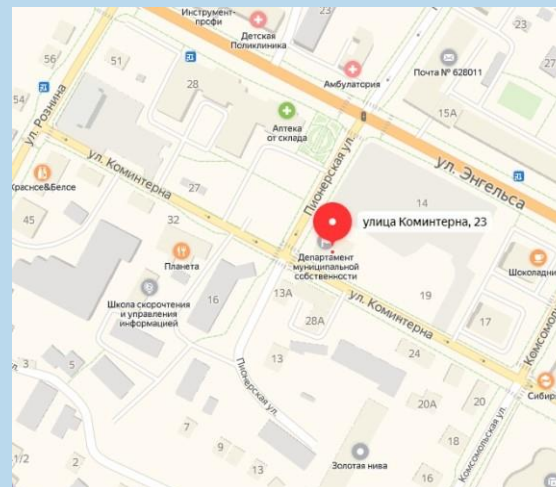 Инструмент-
профи
Детская
Поликлиника
23
23
56
51
28
Амбулатория
Почта № 628011
27
54
ул. Рознина
Аптека
от склада
15А
ул. Коминтерна
Пионерская ул.
ул. Энгельса
Красное&Белое
27
14
45
32
улица Коминтерна, 23
Планета
Департамент
муниципальной
собственности
Шоколадни
Школа скорочтения
и управления
информацией
16
13А
ул. Коминтерна
19
28А
17
3
5
Пионерская ул.
13
24
Комсомольская
Сибир
7
20А
20
9
18
1/2
2
13
Золотая нива
16
Комсомольская ул.